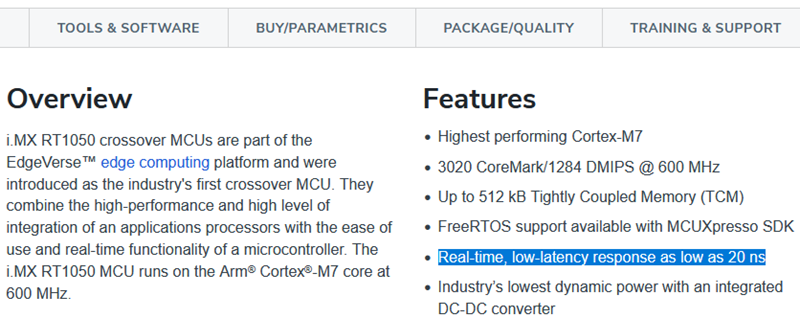 TOOLS & SOFTWARE
BUY/PARAMETRICS
PACKAGE/QUALITY
TRAINING & SUPPORT
Overview
i.MX RT1050 crossover MCUs are part of the
EdgeVerse™ edge computing platform and were
introduced as the industry's first crossover MCU. They
combine the high-performance and high level of
integration of an applications processors with the ease of
use and real-time functionality of a microcontroller. The
i.MX RT1050 MCU runs on the Arm® Cortex®-M7 core at
600 MHz.
Features
• Highest performing Cortex-M7
• 3020 CoreMark/1284 DMIPS @ 600 MHz
• Up to 512 kB Tightly Coupled Memory (TCM)
• FreeRTOS support available with MCUXpresso SDK
• Real-time, low-latency response as low as 20 ns
• Industry’s lowest dynamic power with an integrated
DC-DC converter